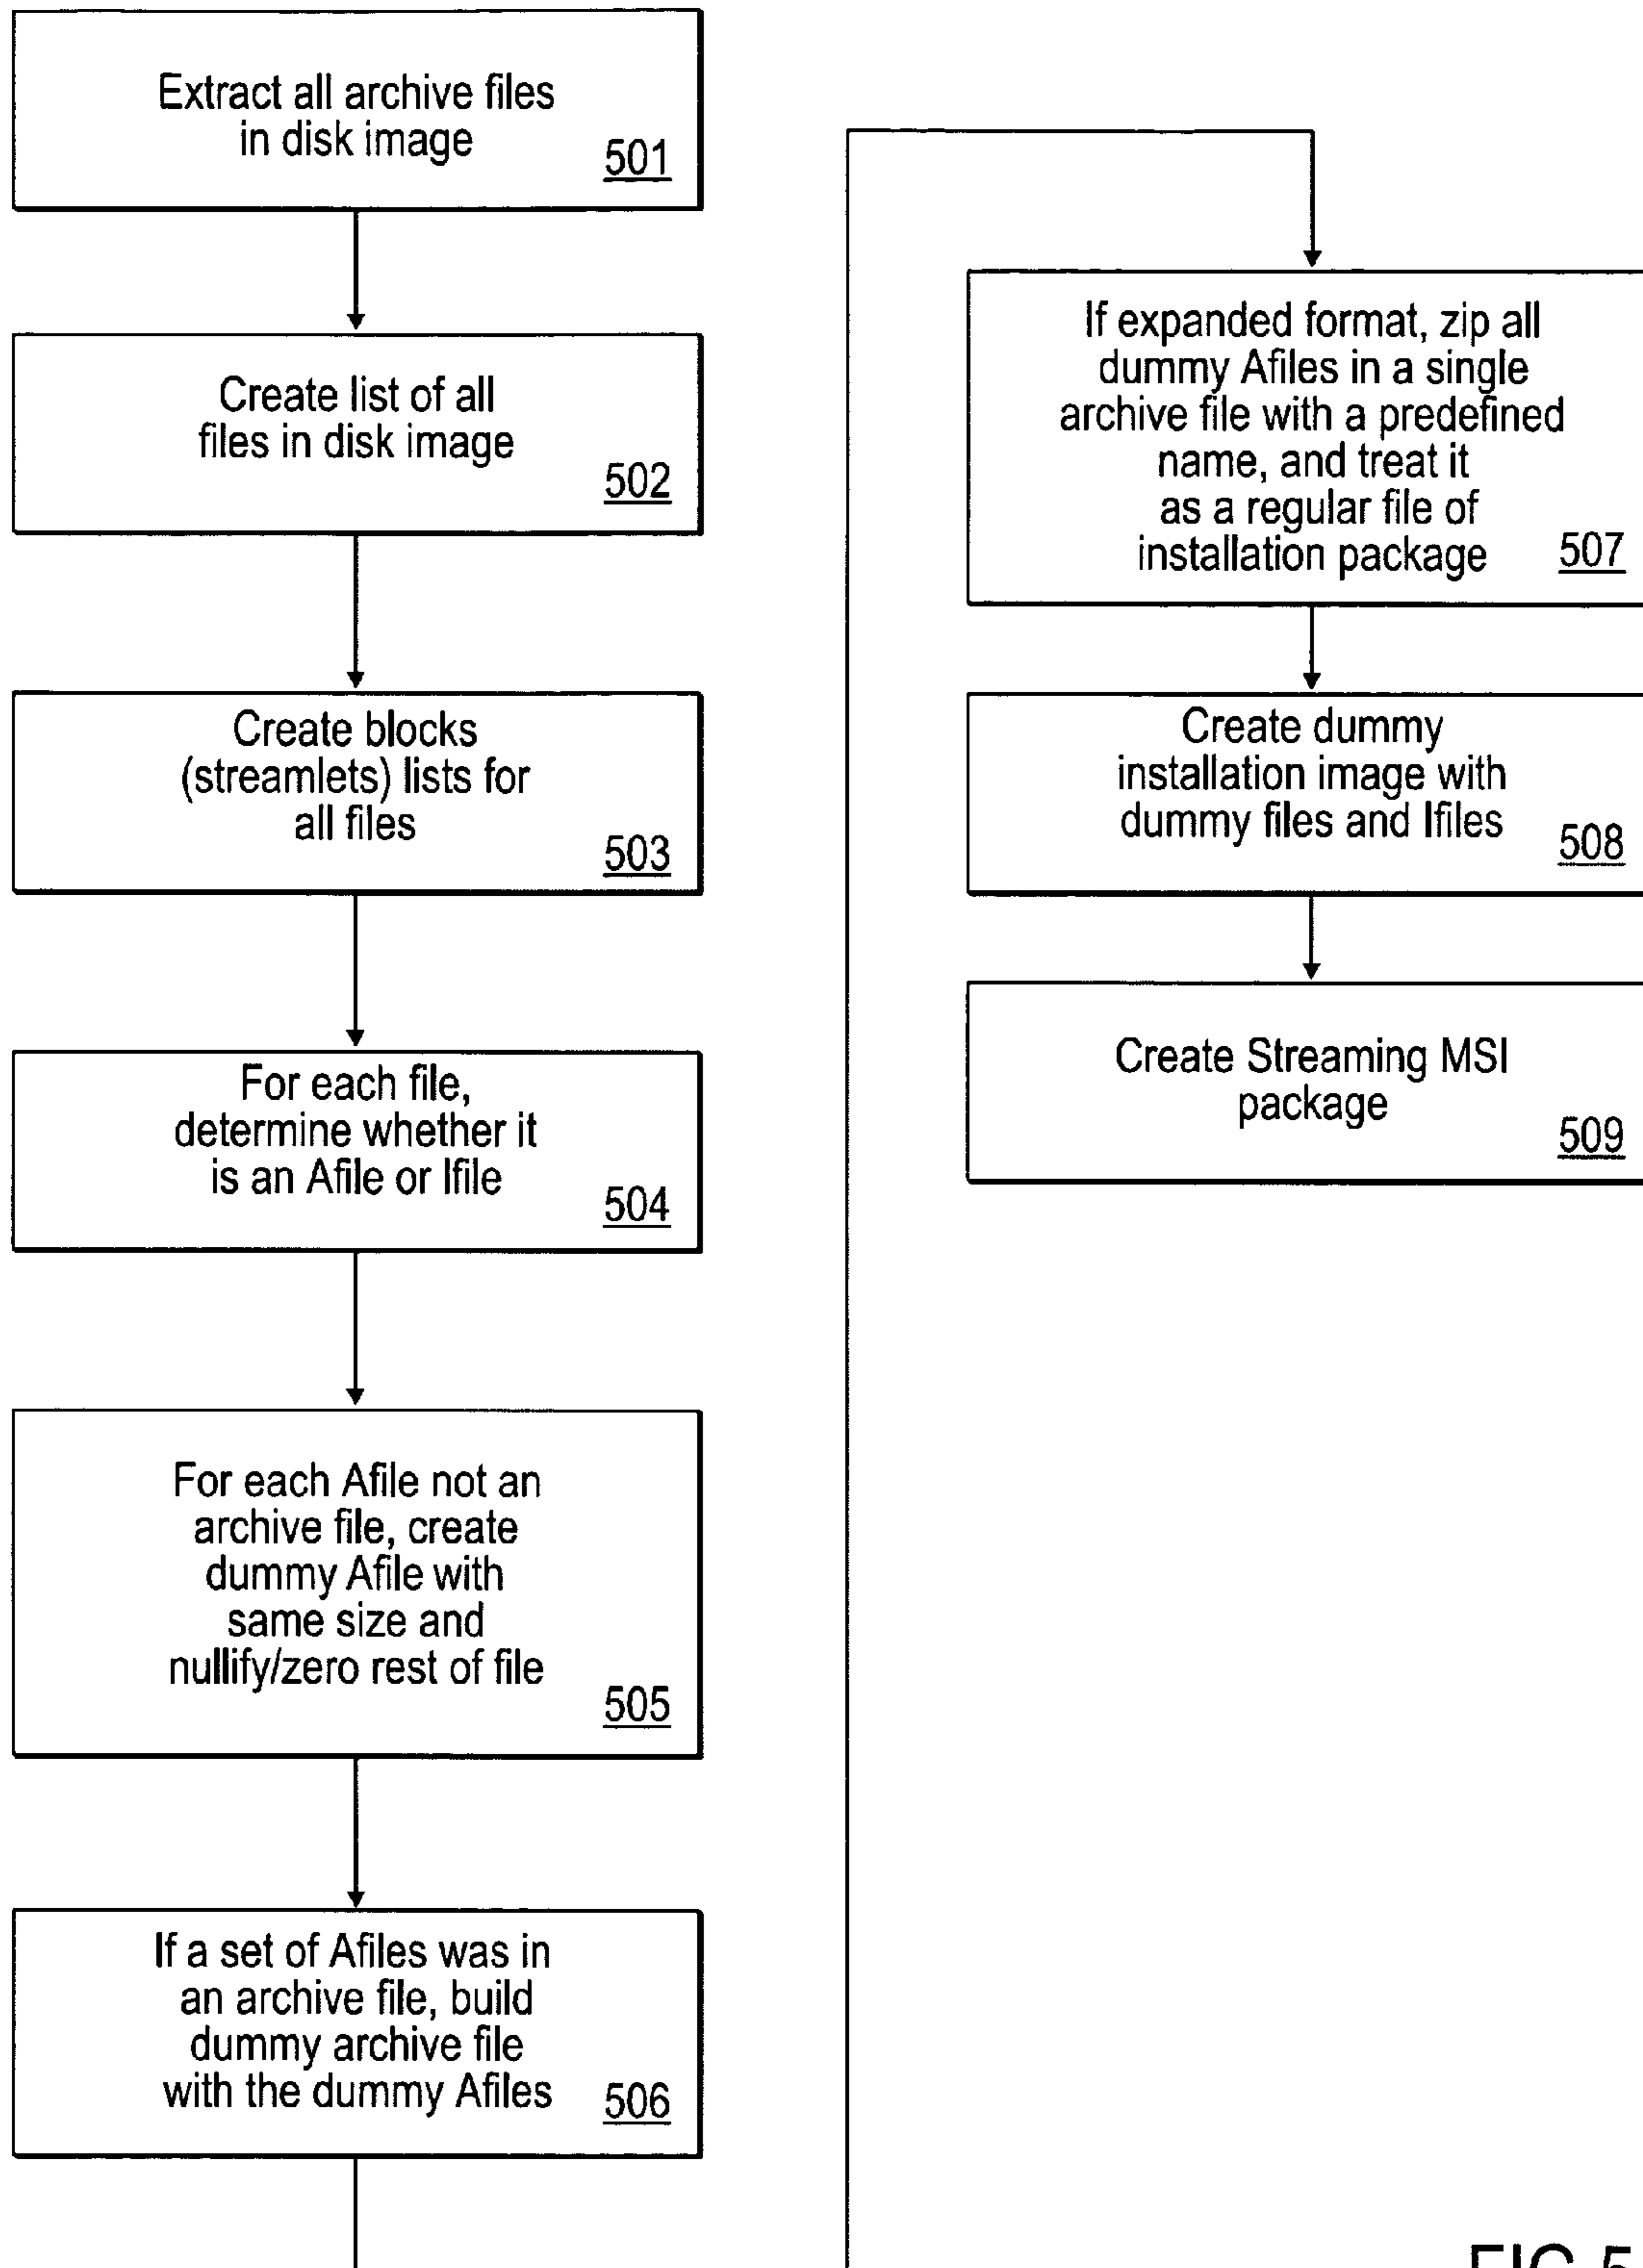 Extract all archive files
in disk image
501
Create list of all
files in disk image
502
Create blocks
(streamlets) lists for
all files
503
For each file,
determine whether it
is an Afile or Ifile
504
For each Afile not an
archive file, create
dummy Afile with
same size and
nullify/zero rest of file
505
If a set of Afiles was in
an archive file, build
dummy archive file
with the dummy Afiles
506
If expanded format, zip all
dummy Afiles in a single
archive file with a predefined
name, and treat it
as a regular file of
installation package
507
Create dummy
installation image with
dummy files and Ifiles
508
Create Streaming MSI
package
509
FIG.5